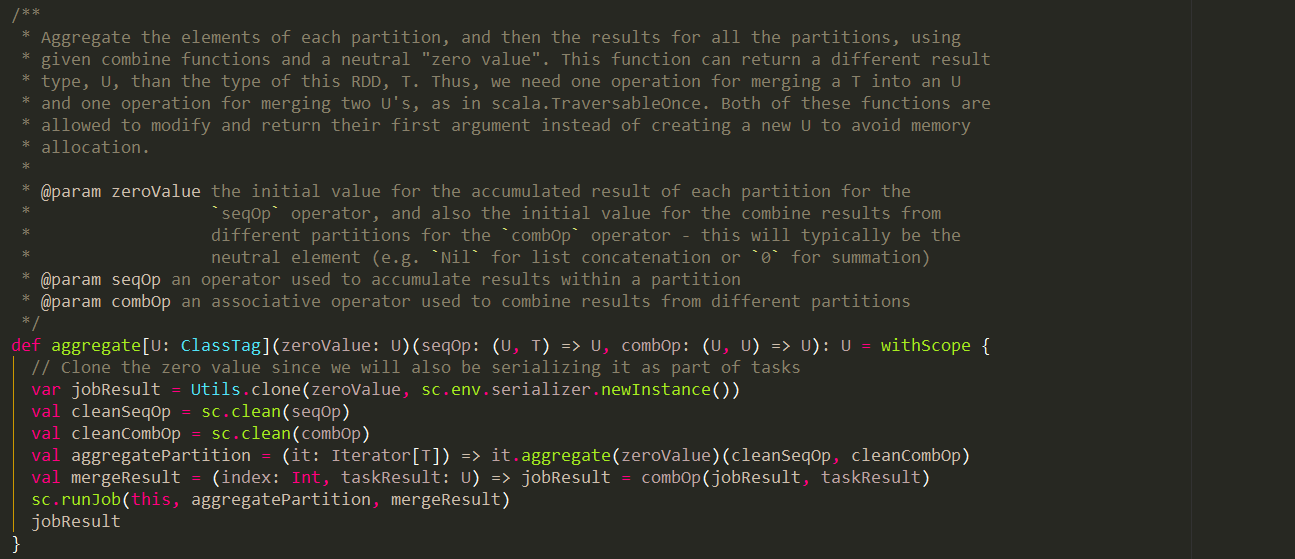 /**
 * Aggregate the elements of each partition, and then the results for all the partitions, using
 * given combine functions and a neutral "zero value". This function can return a different result
 * type, U, than the type of this RDD, T. Thus, we need one operation for merging a T into an U
 * and one operation for merging two U's, as in scala.TraversableOnce. Both of these functions are
 * allowed to modify and return their first argument instead of creating a new U to avoid memory
 * allocation.
 *
 * @param zeroValue the initial value for the accumulated result of each partition for the
 *                  `seqOp` operator, and also the initial value for the combine results from
 *                  different partitions for the `combOp` operator - this will typically be the
 *                  neutral element (e.g. `Nil` for list concatenation or `0` for summation)
 * @param seqOp an operator used to accumulate results within a partition
 * @param combOp an associative operator used to combine results from different partitions
 */
def aggregate[U: ClassTag](zeroValue: U)(seqOp: (U, T) => U, combOp: (U, U) => U): U = withScope {
  // Clone the zero value since we will also be serializing it as part of tasks
  var jobResult = Utils.clone(zeroValue, sc.env.serializer.newInstance())
  val cleanSeqOp = sc.clean(seqOp)
  val cleanCombOp = sc.clean(combOp)
  val aggregatePartition = (it: Iterator[T]) => it.aggregate(zeroValue)(cleanSeqOp, cleanCombOp)
  val mergeResult = (index: Int, taskResult: U) => jobResult = combOp(jobResult, taskResult)
  sc.runJob(this, aggregatePartition, mergeResult)
  jobResult
}